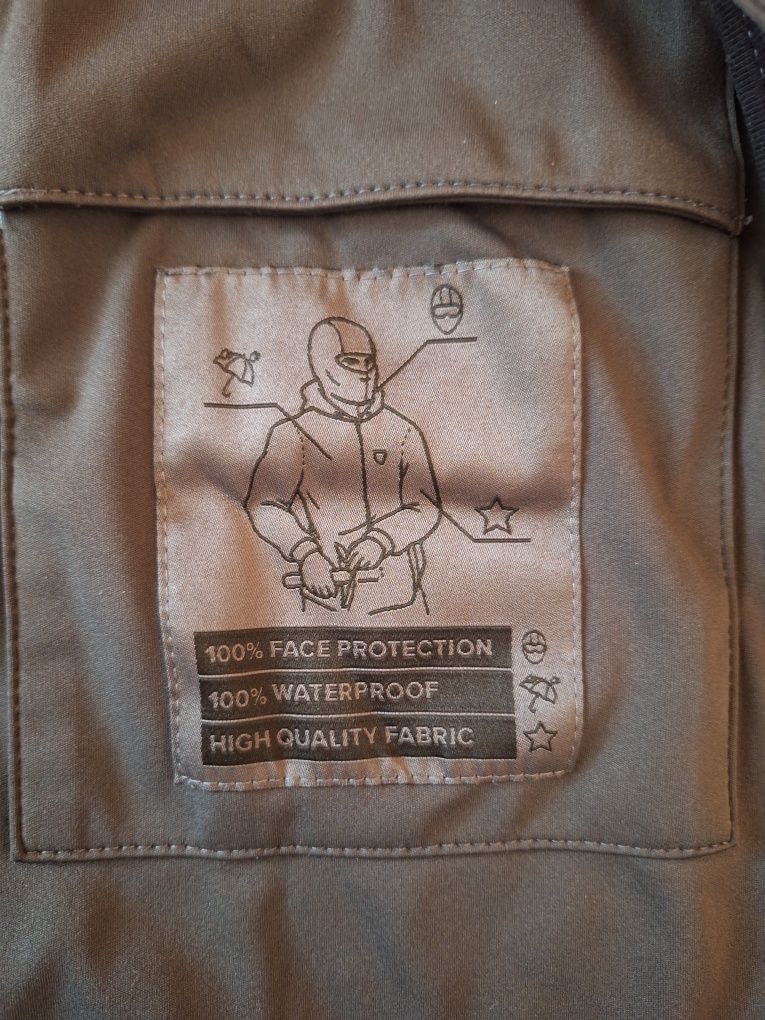 100% FACE PROTECTION
100% WATERPROOF
HIGH QUALITY FABRIC